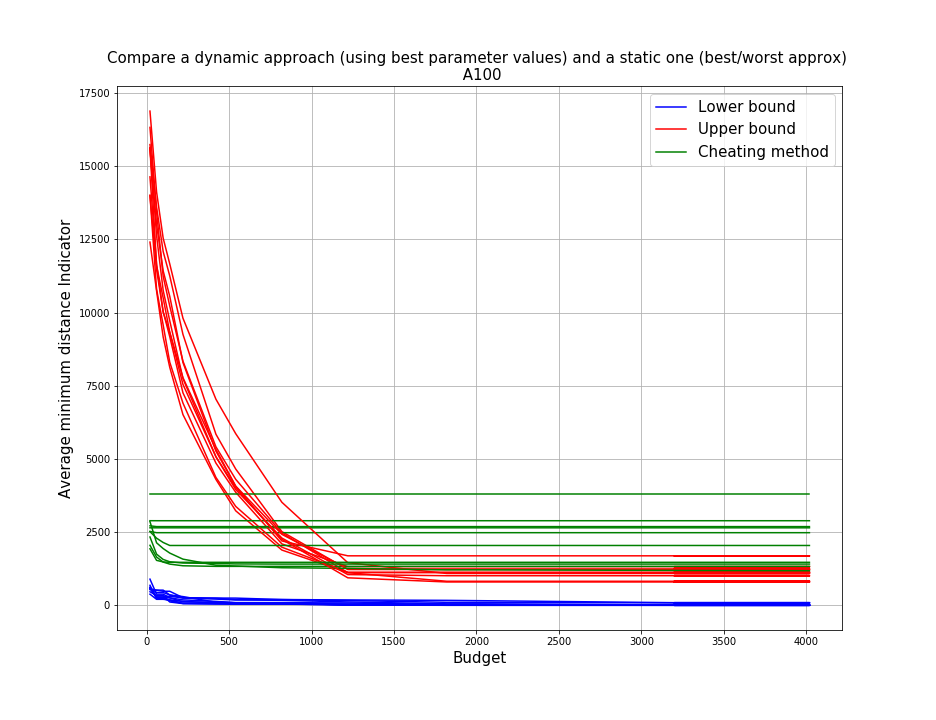 Compare a dynamic approach (using best parameter values) and a static one (best/worst approx)
A100
17500
15000
12500
10000
7500
5000
2500
0
Average minimum distance Indicator
Lower bound
Upper bound
Cheating method
0
500
1000
1500
2000
2500
3000
3500
4000
Budget